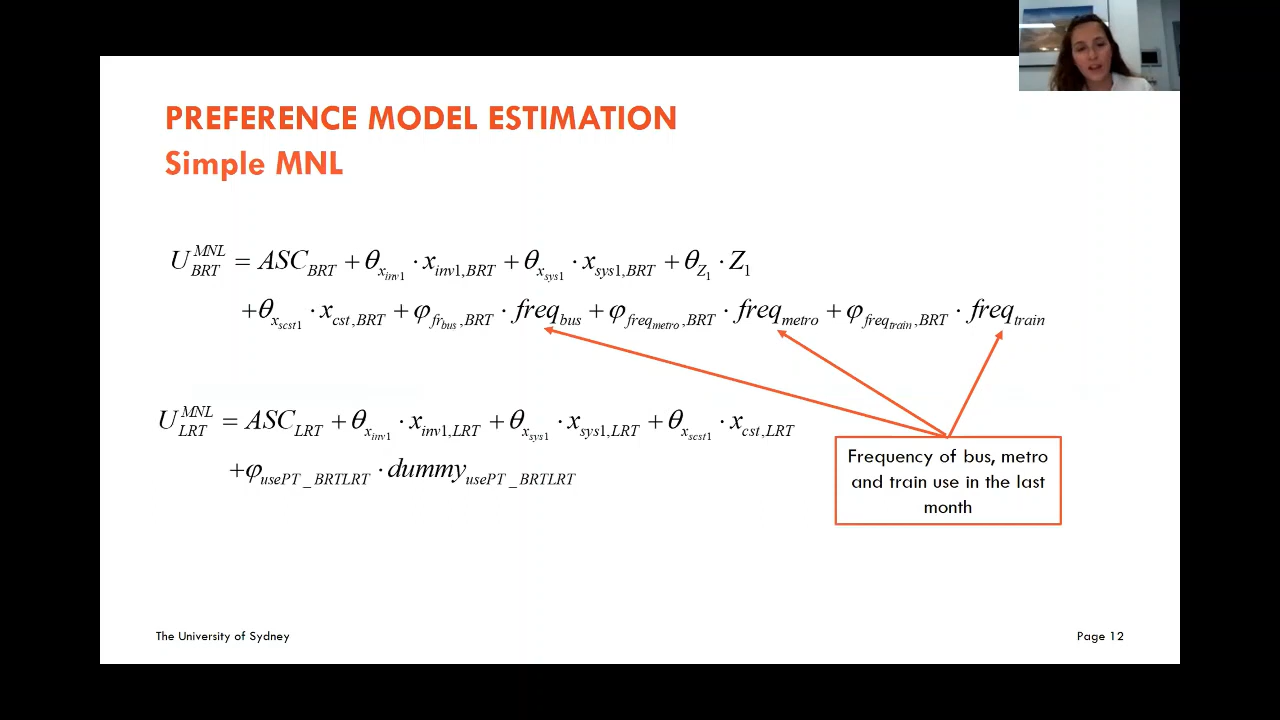 PREFERENCE MODEL ESTIMATION
Simple MNL
U_{BRT}^{MNL} = ASC_{BRT} + θ_{x_{inv1}} · x_{inv1,BRT} + θ_{x_{sys1}} · x_{sys1,BRT} + θ_{Z_1} · Z_1
+θ_{x_{scst1}} · x_{cst,BRT} + φ_{fr_{bus},BRT} · freq_{bus} + φ_{freq_{metro},BRT} · freq_{metro} + φ_{freq_{train},BRT} · freq_{train}
U_{LRT}^{MNL} = ASC_{LRT} + θ_{x_{inv1}} · x_{inv1,LRT} + θ_{x_{sys1}} · x_{sys1,LRT} + θ_{x_{scst1}} · x_{cst,LRT}
+φ_{usePT_BRTLRT} · dummy_{usePT_BRTLRT}
Frequency of bus, metro
and train use in the last
month
The University of Sydney
Page 12